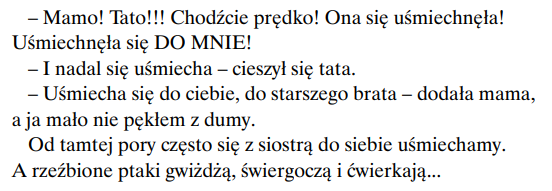 – Mamo! Tato!!! Chodźcie prędko! Ona się uśmiechnęła!
Uśmiechnęła się DO MNIE!
– I nadal się uśmiecha – cieszył się tata.
– Uśmiecha się do ciebie, do starszego brata – dodała mama,
a ja mało nie pękłem z dumy.
Od tamtej pory często się z siostrą do siebie uśmiechamy.
A rzeźbione ptaki gwiżdżą, świergoczą i ćwierkają...